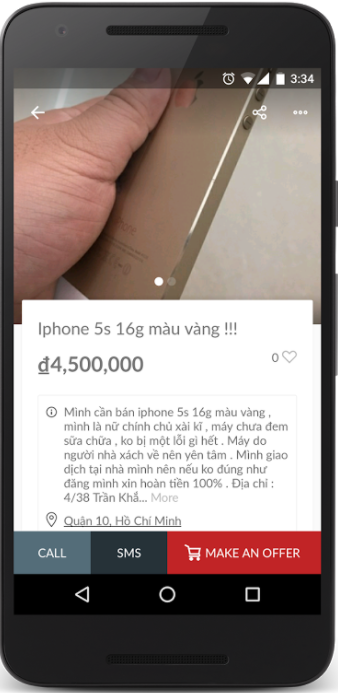 3:34
Iphone 5s 16g màu vàng !!!
₫4,500,000
0
Mình cần bán iphone 5s 16g màu vàng ,
mình là nữ chính chủ xài kĩ , máy chưa đem
sữa chữa , ko bị một lỗi gì hết . Máy do
người nhà xách về nên yên tâm . Mình giao
dịch tại nhà mình nên nếu ko đúng như
đăng mình xin hoàn tiền 100% . Địa chỉ :
4/38 Trần Khắ... More
Quận 10, Hồ Chí Minh
CALL
SMS
MAKE AN OFFER